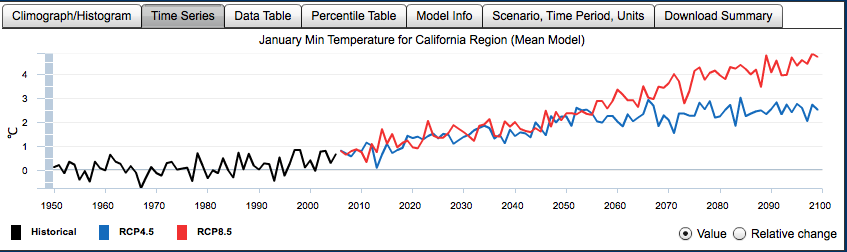 Climograph/Histogram Time Series Data Table Percentile Table Model Info Scenario, Time Period, Units Download Summary
January Min Temperature for California Region (Mean Model)
4
3
2
1
0
°C
1950 1960 1970 1980 1990 2000 2010 2020 2030 2040 2050 2060 2070 2080 2090 2100
Historical RCP4.5 RCP8.5 Value Relative change